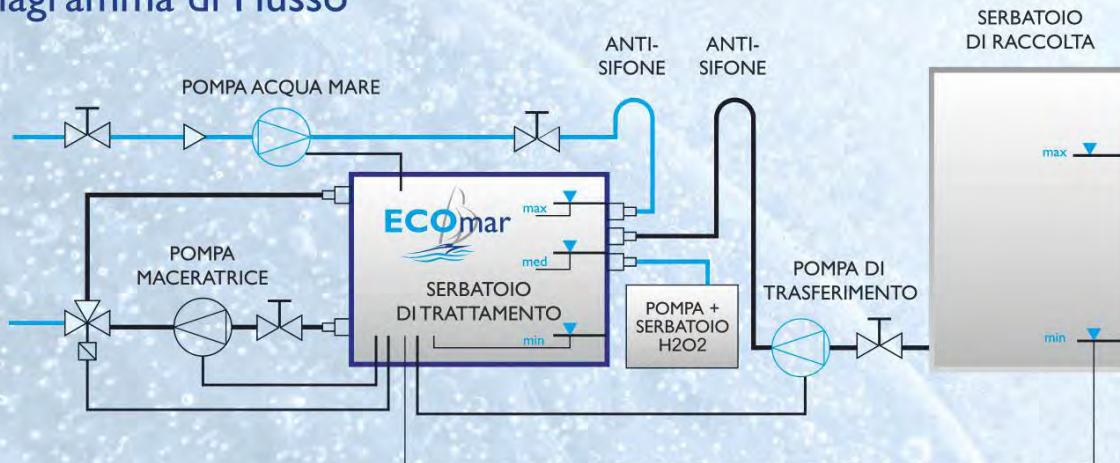 Diagramma di Flusso
SERBATOIO
DI RACCOLTA
ANTI-
SIFONE
ANTI-
SIFONE
POMPA ACQUA MARE
max
ECOmar
max
med
POMPA
MACERATRICE
SERBATOIO
DI TRATTAMENTO
min
POMPA +
SERBATOIO
H2O2
POMPA DI
TRASFERIMENTO
min